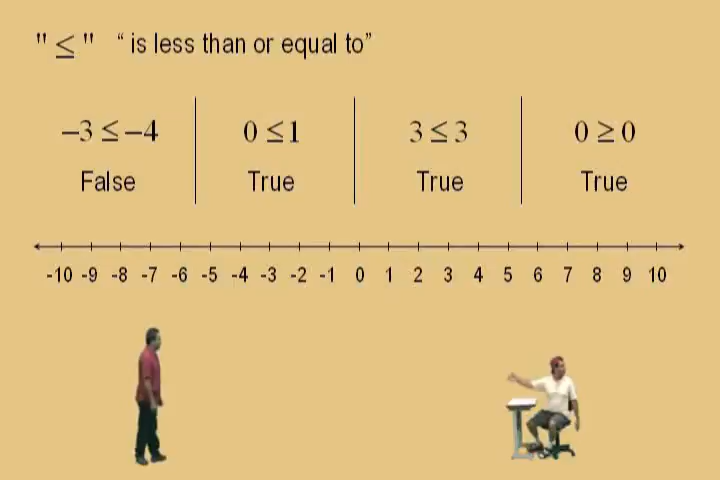 "≤" “ is less than or equal to”
−3 ≤ −4 0 ≤ 1 3 ≤ 3 0 ≥ 0
False True True True
-10 -9 -8 -7 -6 -5 -4 -3 -2 -1 0 1 2 3 4 5 6 7 8 9 10